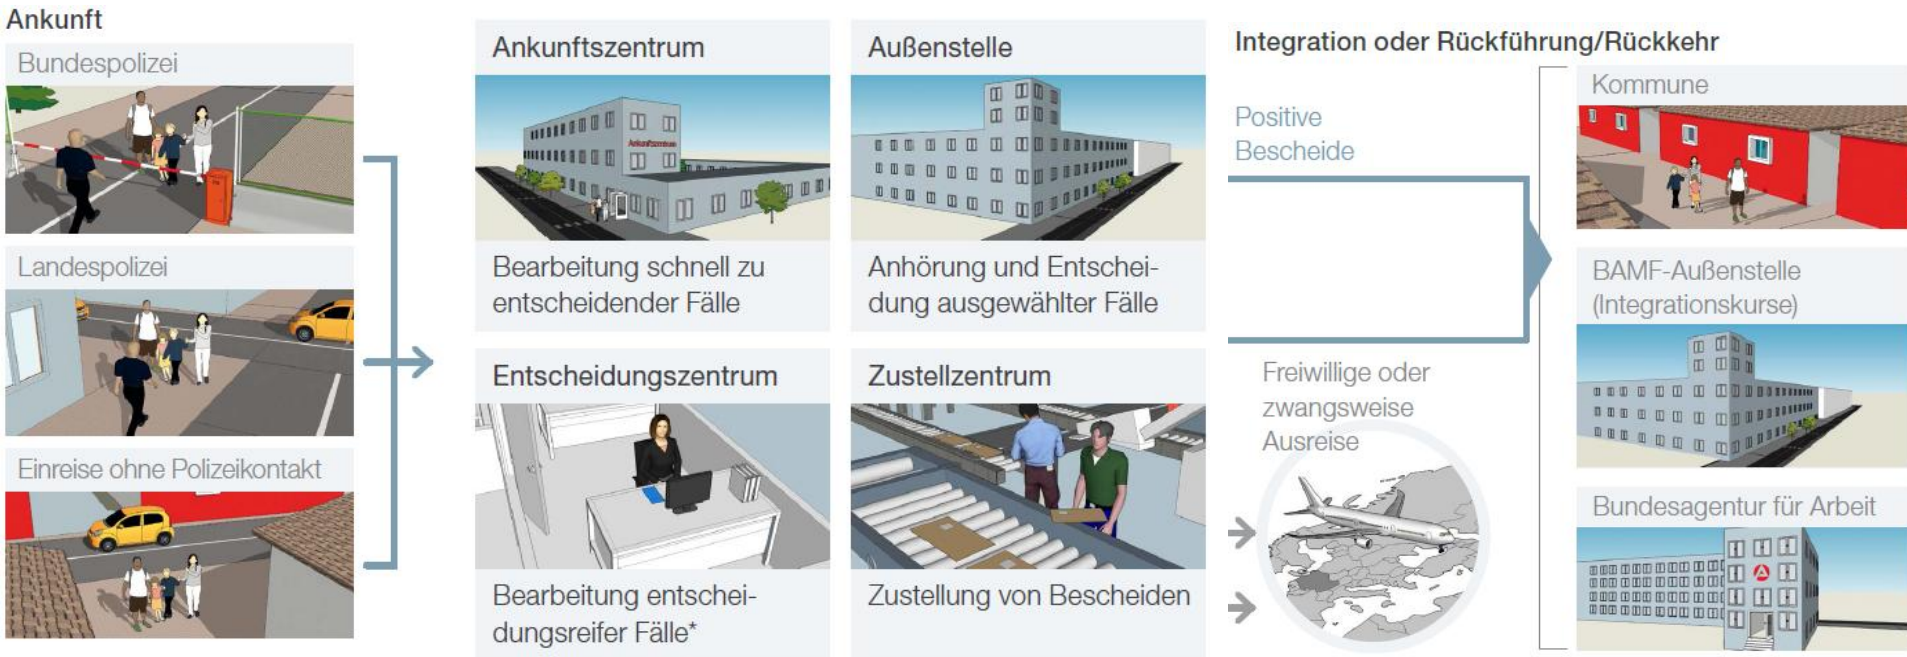 Ankunft
Bundespolizei
Landespolizei
Einreise ohne Polizeikontakt
Ankunftszentrum
Ankunftszentrum
Bearbeitung schnell zu
entscheidender Fälle
Außenstelle
Anhörung und Entschei-
dung ausgewählter Fälle
Entscheidungszentrum
Bearbeitung entschei-
dungsreifer Fälle*
Zustellzentrum
Zustellung von Bescheiden
Integration oder Rückführung/Rückkehr
Positive
Bescheide
Freiwillige oder
zwangsweise
Ausreise
Kommune
BAMF-Außenstelle
(Integrationskurse)
Bundesagentur für Arbeit